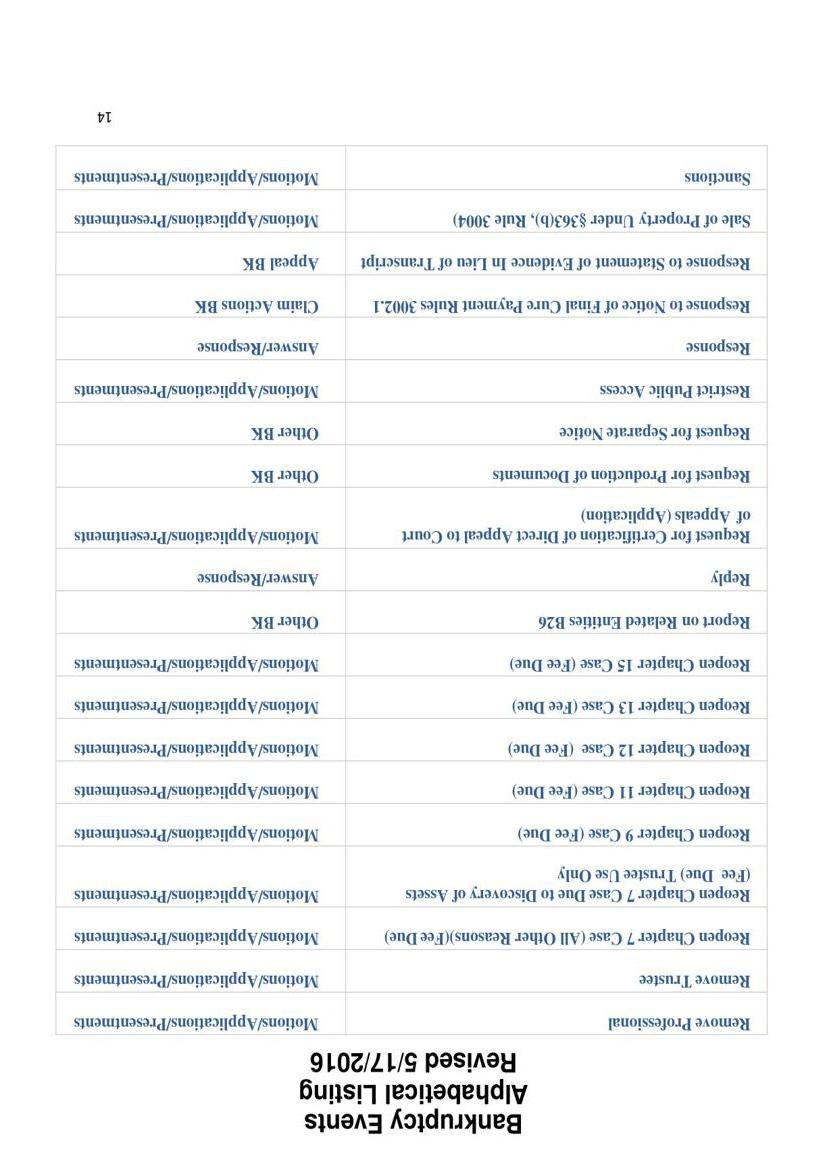 Bankruptcy Events
Alphabetical Listing
Revised 5/17/2016
Remove Professional Motions/Applications/Presentments
Remove Trustee Motions/Applications/Presentments
Reopen Chapter 7 Case (All Other Reasons)(Fee Due) Motions/Applications/Presentments
Reopen Chapter 7 Case Due to Discovery of Assets Motions/Applications/Presentments
(Fee Due) Trustee Use Only
Reopen Chapter 9 Case (Fee Due) Motions/Applications/Presentments
Reopen Chapter 11 Case (Fee Due) Motions/Applications/Presentments
Reopen Chapter 12 Case (Fee Due) Motions/Applications/Presentments
Reopen Chapter 13 Case (Fee Due) Motions/Applications/Presentments
Reopen Chapter 15 Case (Fee Due) Motions/Applications/Presentments
Report on Related Entities B26 Other BK
Reply Answer/Response
Request for Certification of Direct Appeal to Court Motions/Applications/Presentments
of Appeals (Application)
Request for Production of Documents Other BK
Request for Separate Notice Other BK
Restrict Public Access Motions/Applications/Presentments
Response Answer/Response
Response to Notice of Final Cure Payment Rules 3002.1 Claim Actions BK
Response to Statement of Evidence In Lieu of Transcript Appeal BK
Sale of Property Under §363(b), Rule 3004) Motions/Applications/Presentments
Sanctions Motions/Applications/Presentments
14